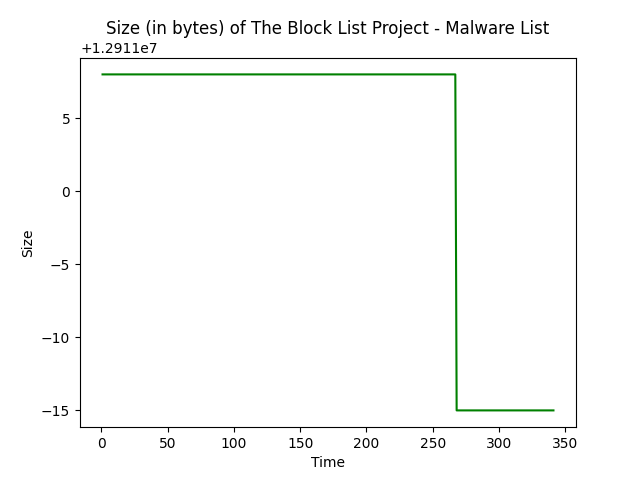 Size (in bytes) of The Block List Project - Malware List
+1.2911e7
5
0
−5
−10
−15
Size
0 50 100 150 200 250 300 350
Time